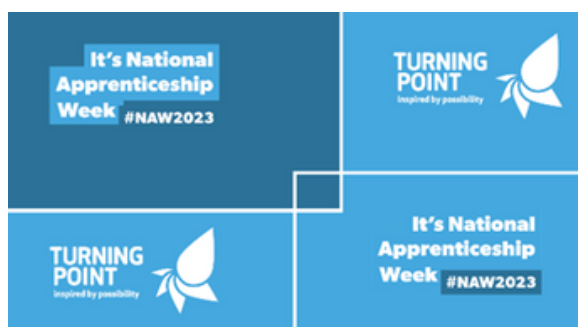 It's National
Apprenticeship
Week #NAW2023
TURNING
POINT
inspired by possibility
TURNING
POINT
inspired by possibility
It's National
Apprenticeship
Week #NAW2023